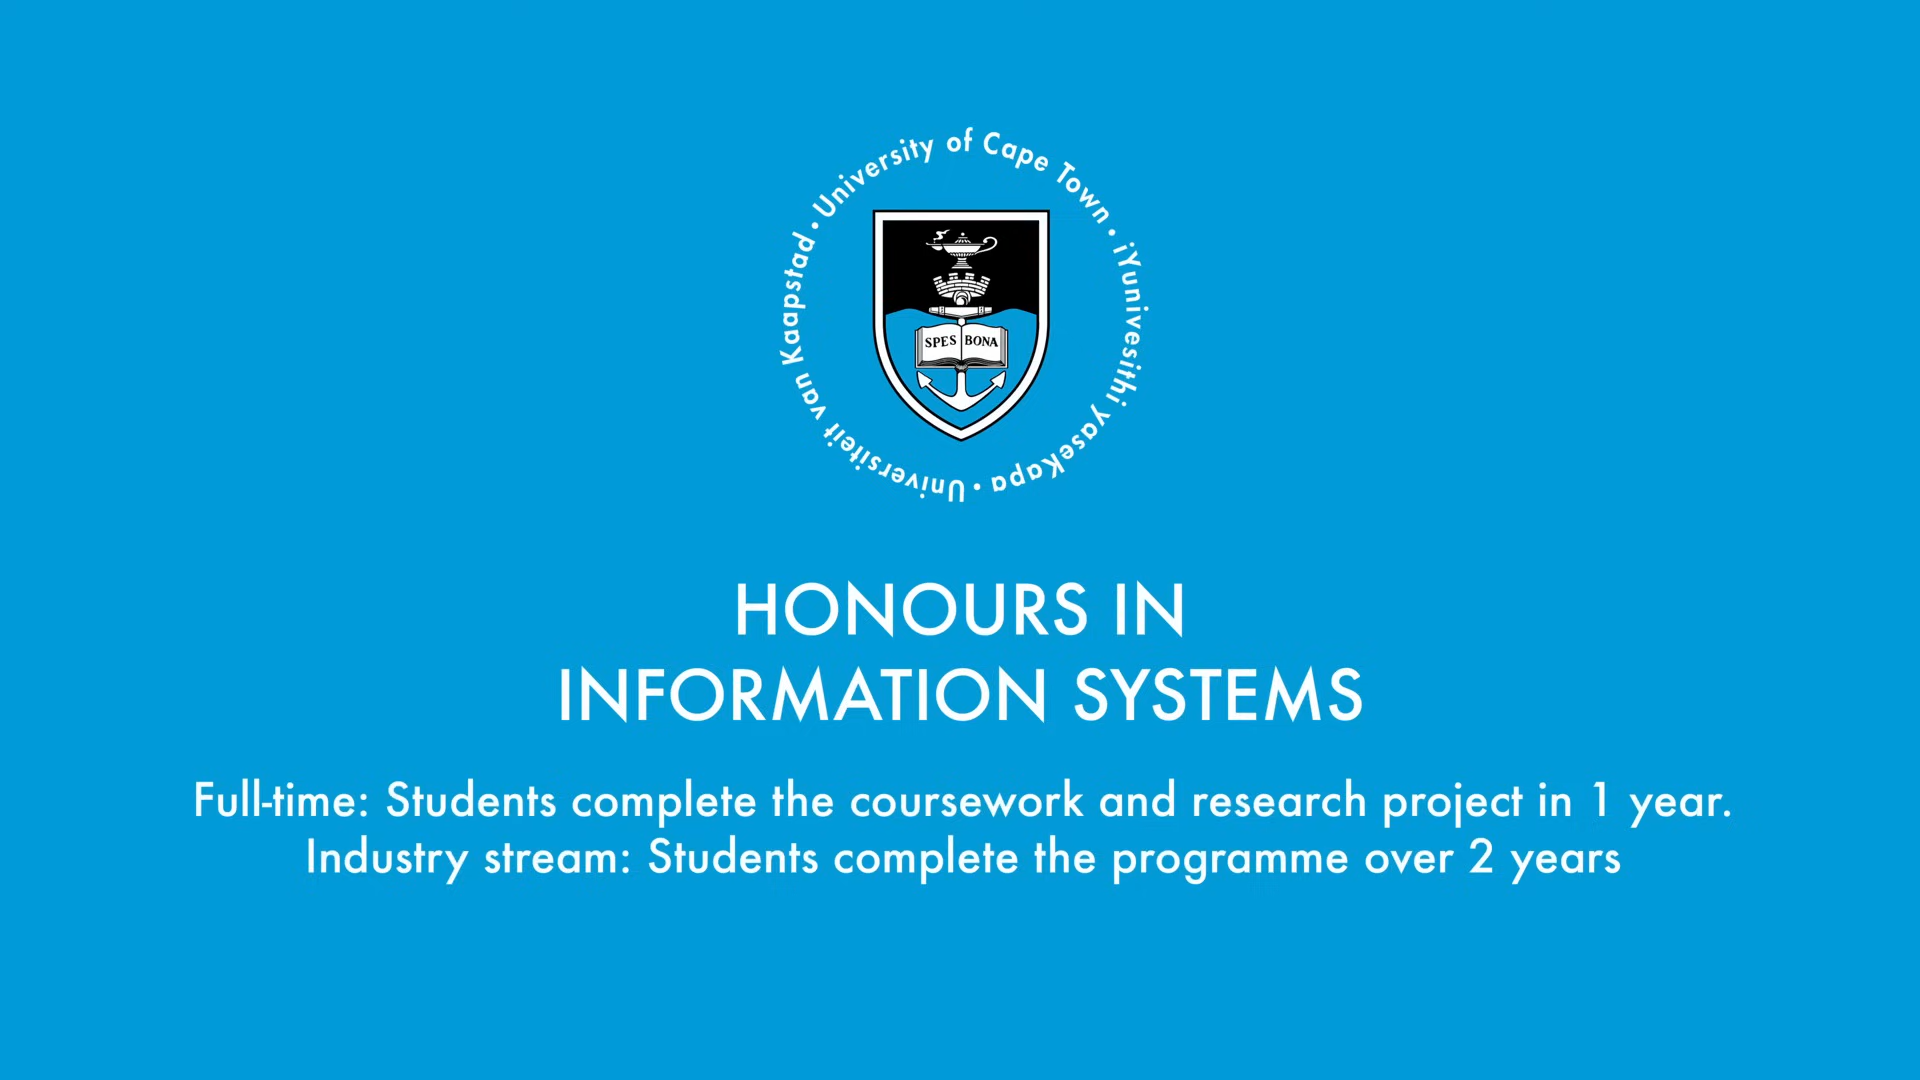 University of Cape Town • iYunivesithi yaseKapa • Universiteit van Kaapstad •
SPES BONA
HONOURS IN
INFORMATION SYSTEMS
Full-time: Students complete the coursework and research project in 1 year.
Industry stream: Students complete the programme over 2 years